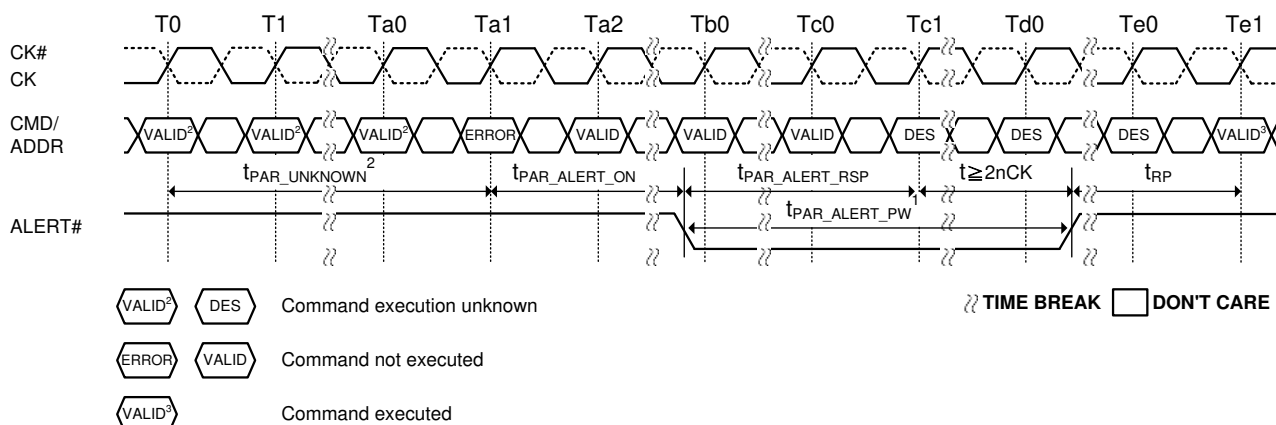 T0 T1 Ta0 Ta1 Ta2 Tb0 Tc0 Tc1 Td0 Te0 Te1
CK#
CK
CMD/
ADDR
VALID² VALID² VALID² ERROR VALID VALID VALID DES DES DES VALID³
tPAR_UNKNOWN² tPAR_ALERT_ON tPAR_ALERT_RSP t≧2nCK tRP
tPAR_ALERT_PW¹
ALERT#
VALID² DES Command execution unknown
TIME BREAK DON'T CARE
ERROR VALID Command not executed
VALID³ Command executed